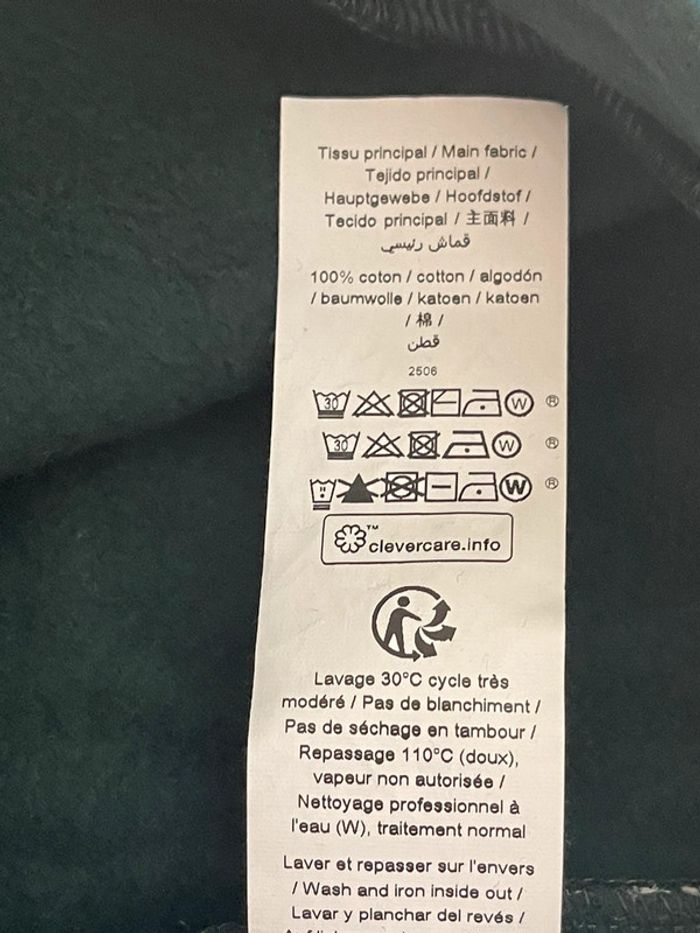 Tissu principal / Main fabric /
Tejido principal /
Hauptgewebe / Hoofdstof /
Tecido principal / 主面料 /
قماش رئيسي
100% coton / cotton / algodón
/ baumwolle / katoen / katoen
/ 棉 /
قطن
2506
30 W ®
30 W ®
W ®
™
clevercare.info
Lavage 30°C cycle très
modéré / Pas de blanchiment /
Pas de séchage en tambour /
Repassage 110°C (doux),
vapeur non autorisée /
Nettoyage professionnel à
l'eau (W), traitement normal
Laver et repasser sur l'envers
/ Wash and iron inside out /
Lavar y planchar del revés /